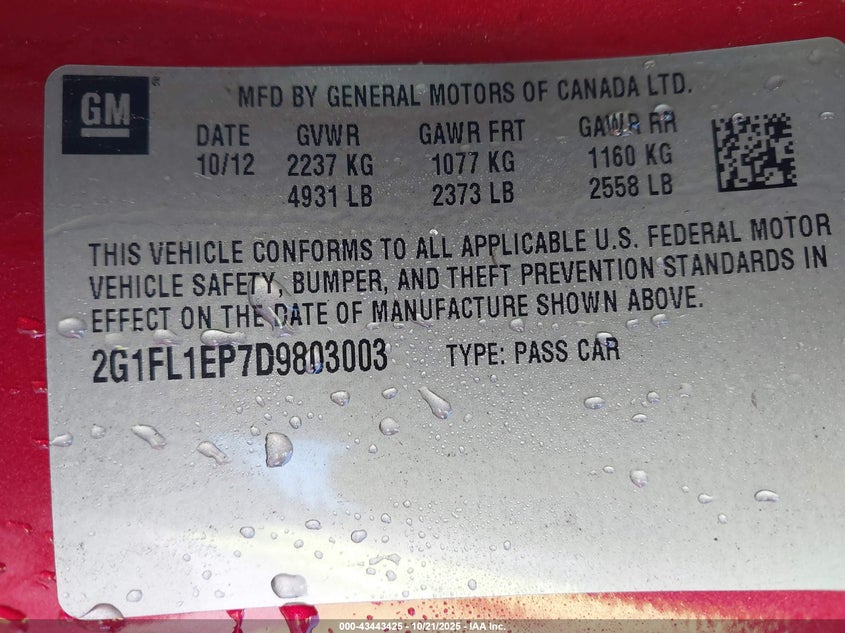 GM
MFD BY GENERAL MOTORS OF CANADA LTD.
DATE GVWR GAWR FRT GAWR RR
10/12 2237 KG 1077 KG 1160 KG
4931 LB 2373 LB 2558 LB
THIS VEHICLE CONFORMS TO ALL APPLICABLE U.S. FEDERAL MOTOR
VEHICLE SAFETY, BUMPER, AND THEFT PREVENTION STANDARDS IN
EFFECT ON THE DATE OF MANUFACTURE SHOWN ABOVE.
2G1FL1EP7D9803003 TYPE: PASS CAR
000-43443425 - 10/21/2025 - IAA Inc.